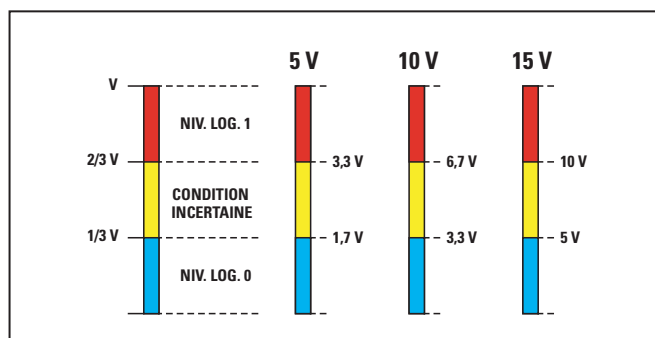 5 V 10 V 15 V
V
NIV. LOG. 1
2/3 V 3,3 V 6,7 V 10 V
CONDITION
INCERTAINE
1/3 V 1,7 V 3,3 V 5 V
NIV. LOG. 0